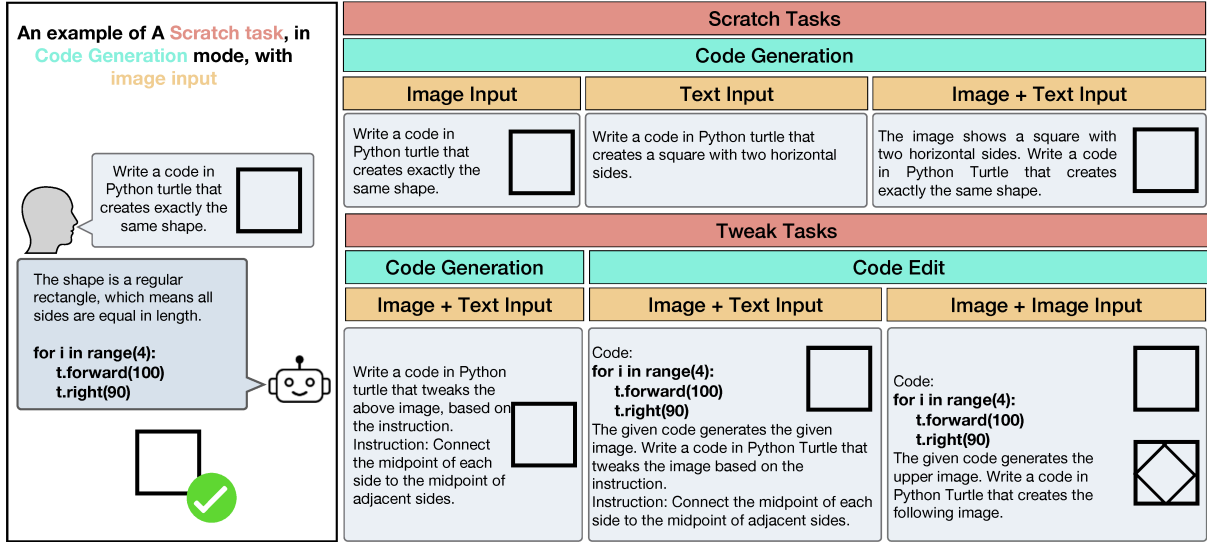 An example of A Scratch task, in
Code Generation mode, with
image input
Write a code in
Python turtle that
creates exactly the
same shape.
The shape is a regular
rectangle, which means all
sides are equal in length.
for i in range(4):
t.forward(100)
t.right(90)
Scratch Tasks
Code Generation
Image Input
Text Input
Image + Text Input
Write a code in
Python turtle that
creates exactly the
same shape.
Write a code in Python turtle that
creates a square with two horizontal
sides.
The image shows a square with
two horizontal sides. Write a code
in Python Turtle that creates
exactly the same shape.
Tweak Tasks
Code Generation
Code Edit
Image + Text Input
Image + Text Input
Image + Image Input
Write a code in Python
turtle that tweaks the
above image, based on
the instruction.
Instruction: Connect
the midpoint of each
side to the midpoint of
adjacent sides.
Code:
for i in range(4):
t.forward(100)
t.right(90)
The given code generates the given
image. Write a code in Python Turtle that
tweaks the image based on the
instruction.
Instruction: Connect the midpoint of each
side to the midpoint of adjacent sides.
Code:
for i in range(4):
t.forward(100)
t.right(90)
The given code generates the
upper image. Write a code in
Python Turtle that creates the
following image.